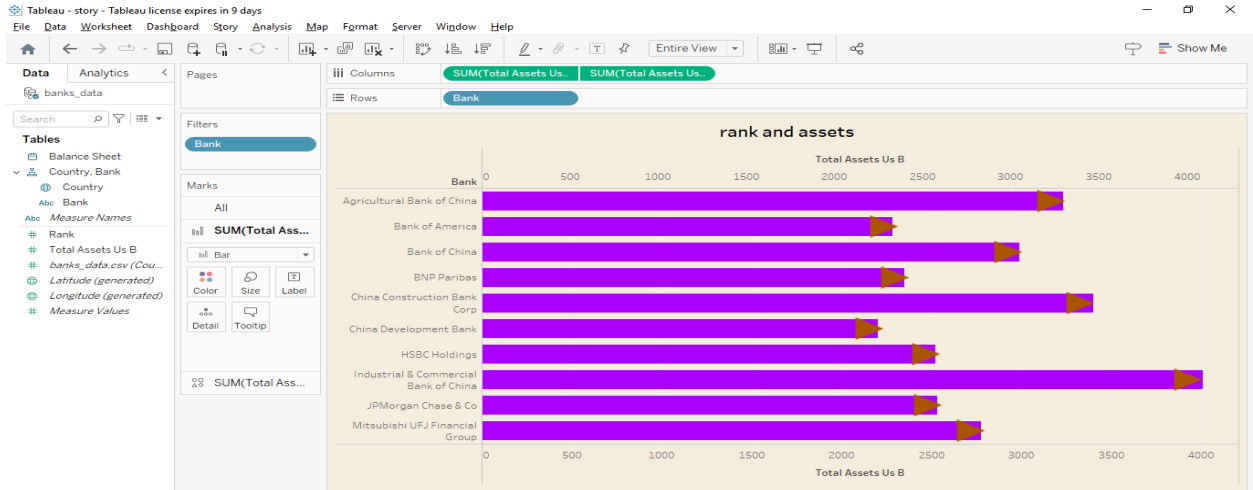 Tableau - story - Tableau license expires in 9 days
File Data Worksheet Dashboard Story Analysis Map Format Server Window Help
Entire View
Show Me
Data Analytics
banks_data
Search
Tables
Balance Sheet
Country, Bank
Country
Abc Bank
Abc Measure Names
# Rank
# Total Assets Us B
# banks_data.csv (Cou...
Latitude (generated)
Longitude (generated)
# Measure Values
Pages
Filters
Bank
Marks
All
SUM(Total Ass...
Bar
Color Size Label
Detail Tooltip
SUM(Total Ass...
Columns SUM(Total Assets Us.. SUM(Total Assets Us..
Rows Bank
rank and assets
Total Assets Us B
Bank 0 500 1000 1500 2000 2500 3000 3500 4000
Agricultural Bank of China
Bank of America
Bank of China
BNP Paribas
China Construction Bank
Corp
China Development Bank
HSBC Holdings
Industrial & Commercial
Bank of China
JPMorgan Chase & Co
Mitsubishi UFJ Financial
Group
0 500 1000 1500 2000 2500 3000 3500 4000
Total Assets Us B